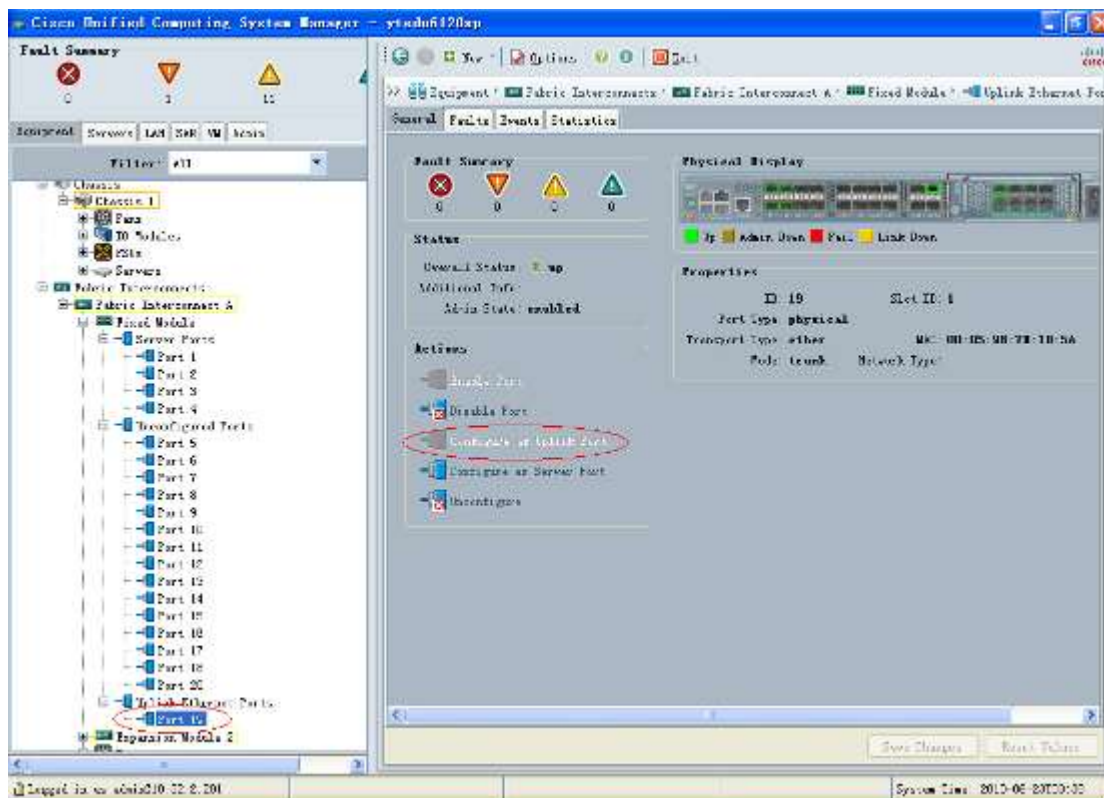 Cisco Unified Computing System Manager - ytsdu6120xp
Fault Summary
0 1 11
New Options Exit
>> Equipment Fabric Interconnects Fabric Interconnect A Fixed Module Uplink Ethernet Por
Equipment Servers LAN SAN VM Admin
General Faults Events Statistics
Filter: All
Chassis
Chassis 1
Fans
IO Modules
PSUs
Servers
Fabric Interconnects
Fabric Interconnect A
Fixed Module
Server Ports
Port 1
Port 2
Port 3
Port 4
Unconfigured Ports
Port 5
Port 6
Port 7
Port 8
Port 9
Port 10
Port 11
Port 12
Port 13
Port 14
Port 15
Port 16
Port 17
Port 18
Port 20
Uplink Ethernet Ports
Port 19
Expansion Module 2
Fault Summary
0 0 0 0
Status
Overall Status: up
Additional Info:
Admin State: enabled
Actions
Enable Port
Disable Port
Configure as Uplink Port
Configure as Server Port
Unconfigure
Physical Display
Up Admin Down Fail Link Down
Properties
ID: 19 Slot ID: 1
Port Type: physical
Transport Type: ether MAC:
Mode: trunk Network Type:
Save Changes Reset Values
Logged in as System Time: